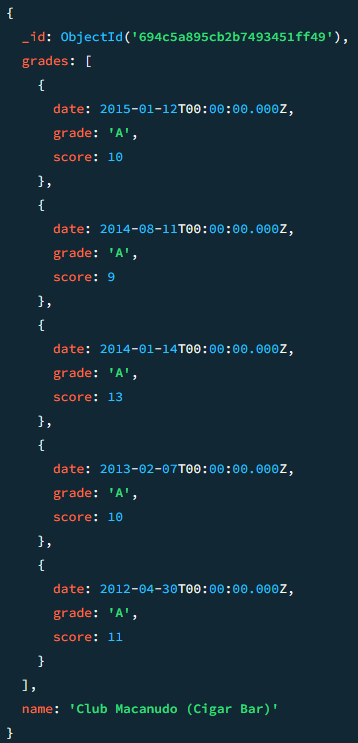 {
  _id: ObjectId('694c5a895cb2b7493451ff49'),
  grades: [
    {
      date: 2015-01-12T00:00:00.000Z,
      grade: 'A',
      score: 10
    },
    {
      date: 2014-08-11T00:00:00.000Z,
      grade: 'A',
      score: 9
    },
    {
      date: 2014-01-14T00:00:00.000Z,
      grade: 'A',
      score: 13
    },
    {
      date: 2013-02-07T00:00:00.000Z,
      grade: 'A',
      score: 10
    },
    {
      date: 2012-04-30T00:00:00.000Z,
      grade: 'A',
      score: 11
    }
  ],
  name: 'Club Macanudo (Cigar Bar)'
}